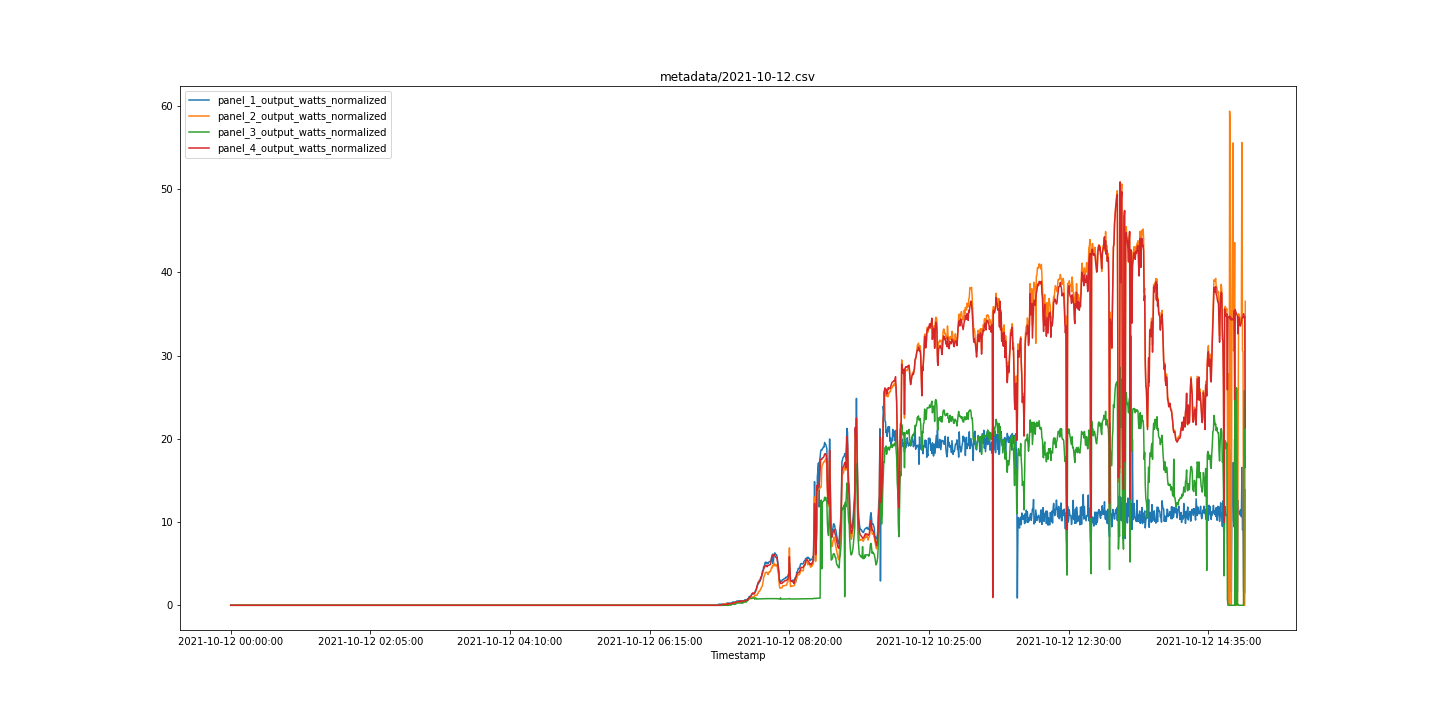 metadata/2021-10-12.csv
panel_1_output_watts_normalized
panel_2_output_watts_normalized
panel_3_output_watts_normalized
panel_4_output_watts_normalized
60
50
40
30
20
10
0
2021-10-12 00:00:00 2021-10-12 02:05:00 2021-10-12 04:10:00 2021-10-12 06:15:00 2021-10-12 08:20:00 2021-10-12 10:25:00 2021-10-12 12:30:00 2021-10-12 14:35:00
Timestamp